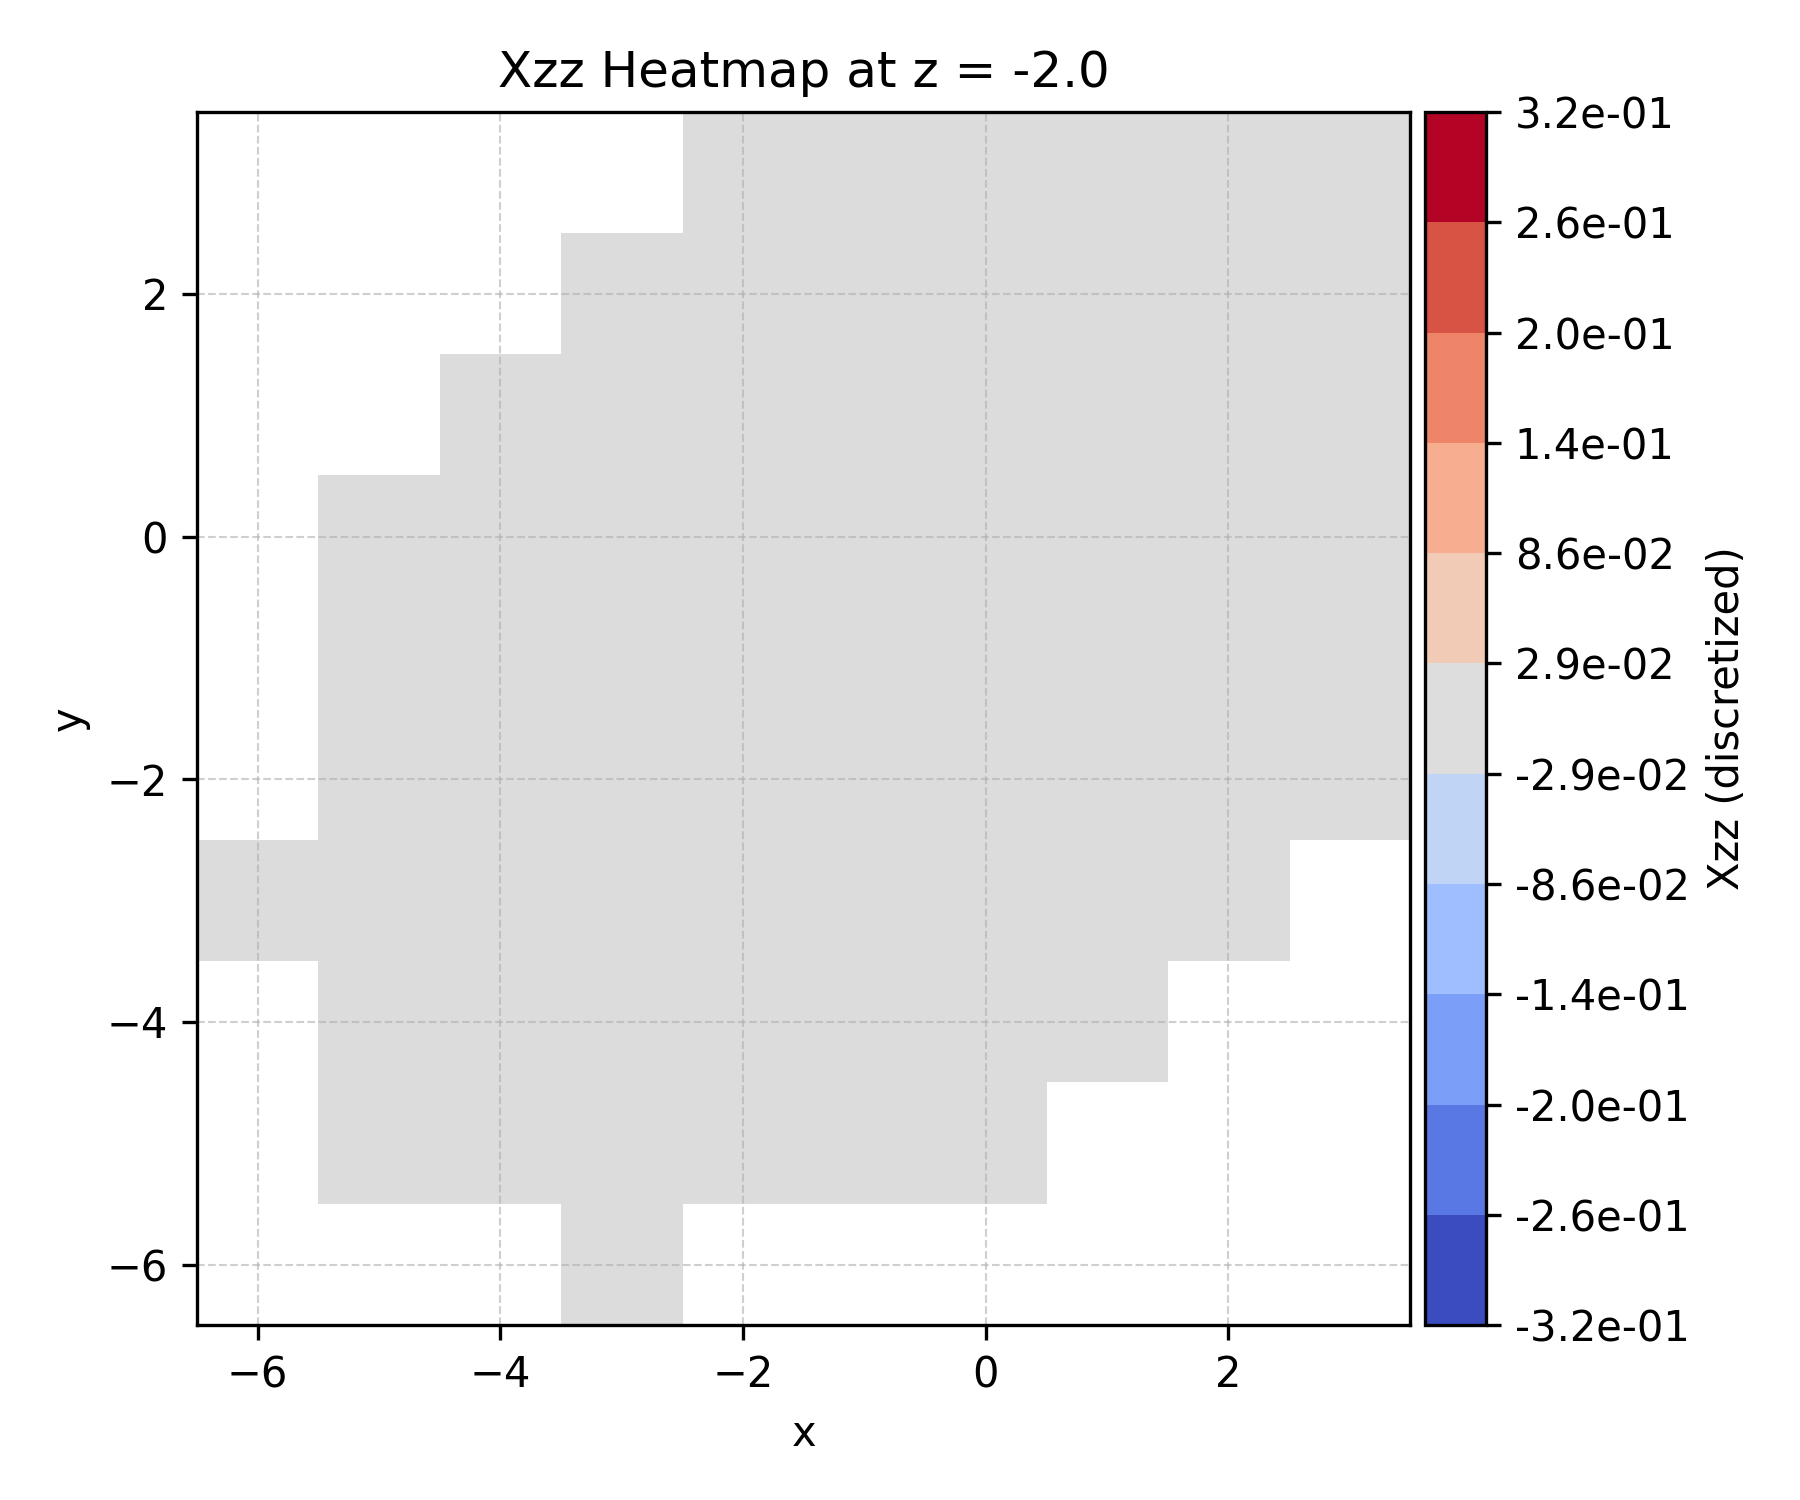 Xzz Heatmap at z = -2.0
3.2e-01
2.6e-01
2.0e-01
1.4e-01
8.6e-02
2.9e-02
-2.9e-02
-8.6e-02
-1.4e-01
-2.0e-01
-2.6e-01
-3.2e-01
Xzz (discretized)
2
0
−2
−4
−6
y
−6
−4
−2
0
2
x